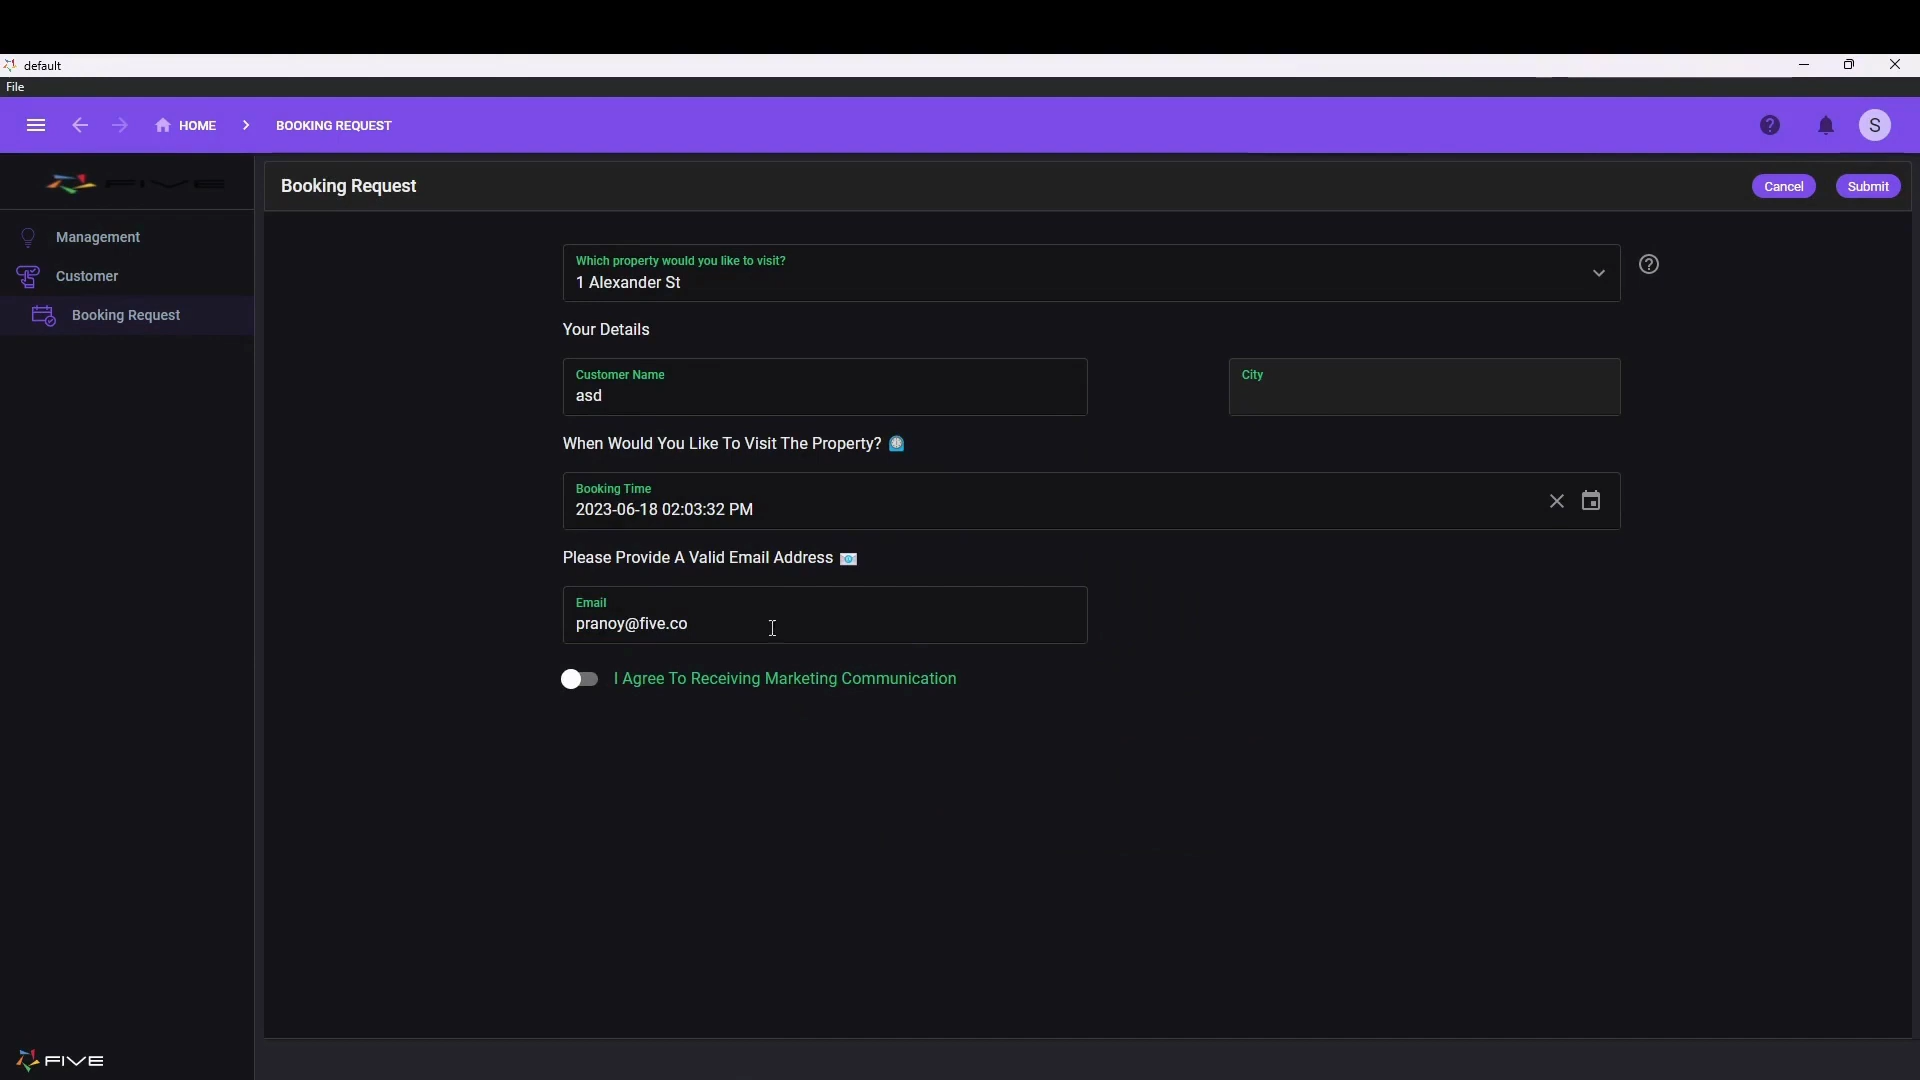 default
File
HOME
BOOKING REQUEST
S
FIVE
Booking Request
Cancel
Submit
Management
Customer
Booking Request
Which property would you like to visit?
1 Alexander St
Your Details
Customer Name
asd
City
When Would You Like To Visit The Property?
Booking Time
2023-06-18 02:03:32 PM
Please Provide A Valid Email Address
Email
pranoy@five.co
I Agree To Receiving Marketing Communication
FIVE